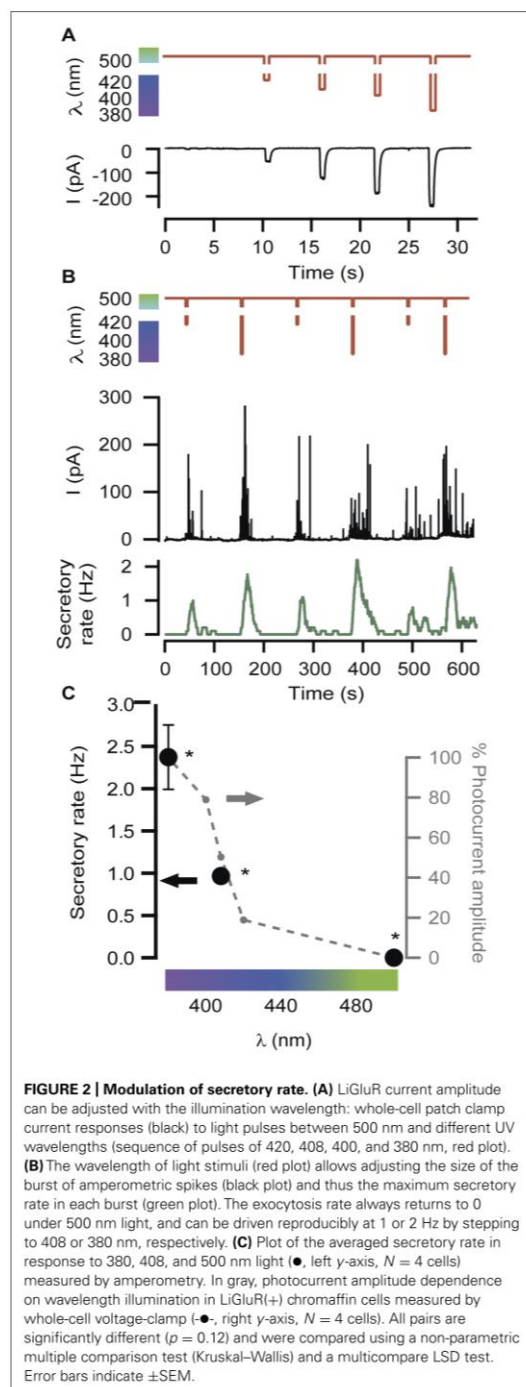 A
500
420
400
380
λ (nm)
0
-100
-200
I (pA)
0 5 10 15 20 25 30
Time (s)
B
500
420
400
380
λ (nm)
300
200
100
0
I (pA)
2
1
0
Secretory
rate (Hz)
0 100 200 300 400 500 600
Time (s)
C
3.0
2.5
2.0
1.5
1.0
0.5
0.0
Secretory rate (Hz)
*
*
*
100
80
60
40
20
0
% Photocurrent amplitude
400 440 480
λ (nm)
FIGURE 2 | Modulation of secretory rate. (A) LiGluR current amplitude
can be adjusted with the illumination wavelength: whole-cell patch clamp
current responses (black) to light pulses between 500 nm and different UV
wavelengths (sequence of pulses of 420, 408, 400, and 380 nm, red plot).
(B) The wavelength of light stimuli (red plot) allows adjusting the size of the
burst of amperometric spikes (black plot) and thus the maximum secretory
rate in each burst (green plot). The exocytosis rate always returns to 0
under 500 nm light, and can be driven reproducibly at 1 or 2 Hz by stepping
to 408 or 380 nm, respectively. (C) Plot of the averaged secretory rate in
response to 380, 408, and 500 nm light (●, left y-axis, N = 4 cells)
measured by amperometry. In gray, photocurrent amplitude dependence
on wavelength illumination in LiGluR(+) chromaffin cells measured by
whole-cell voltage-clamp (-●-, right y-axis, N = 4 cells). All pairs are
significantly different (p = 0.12) and were compared using a non-parametric
multiple comparison test (Kruskal–Wallis) and a multicompare LSD test.
Error bars indicate ±SEM.